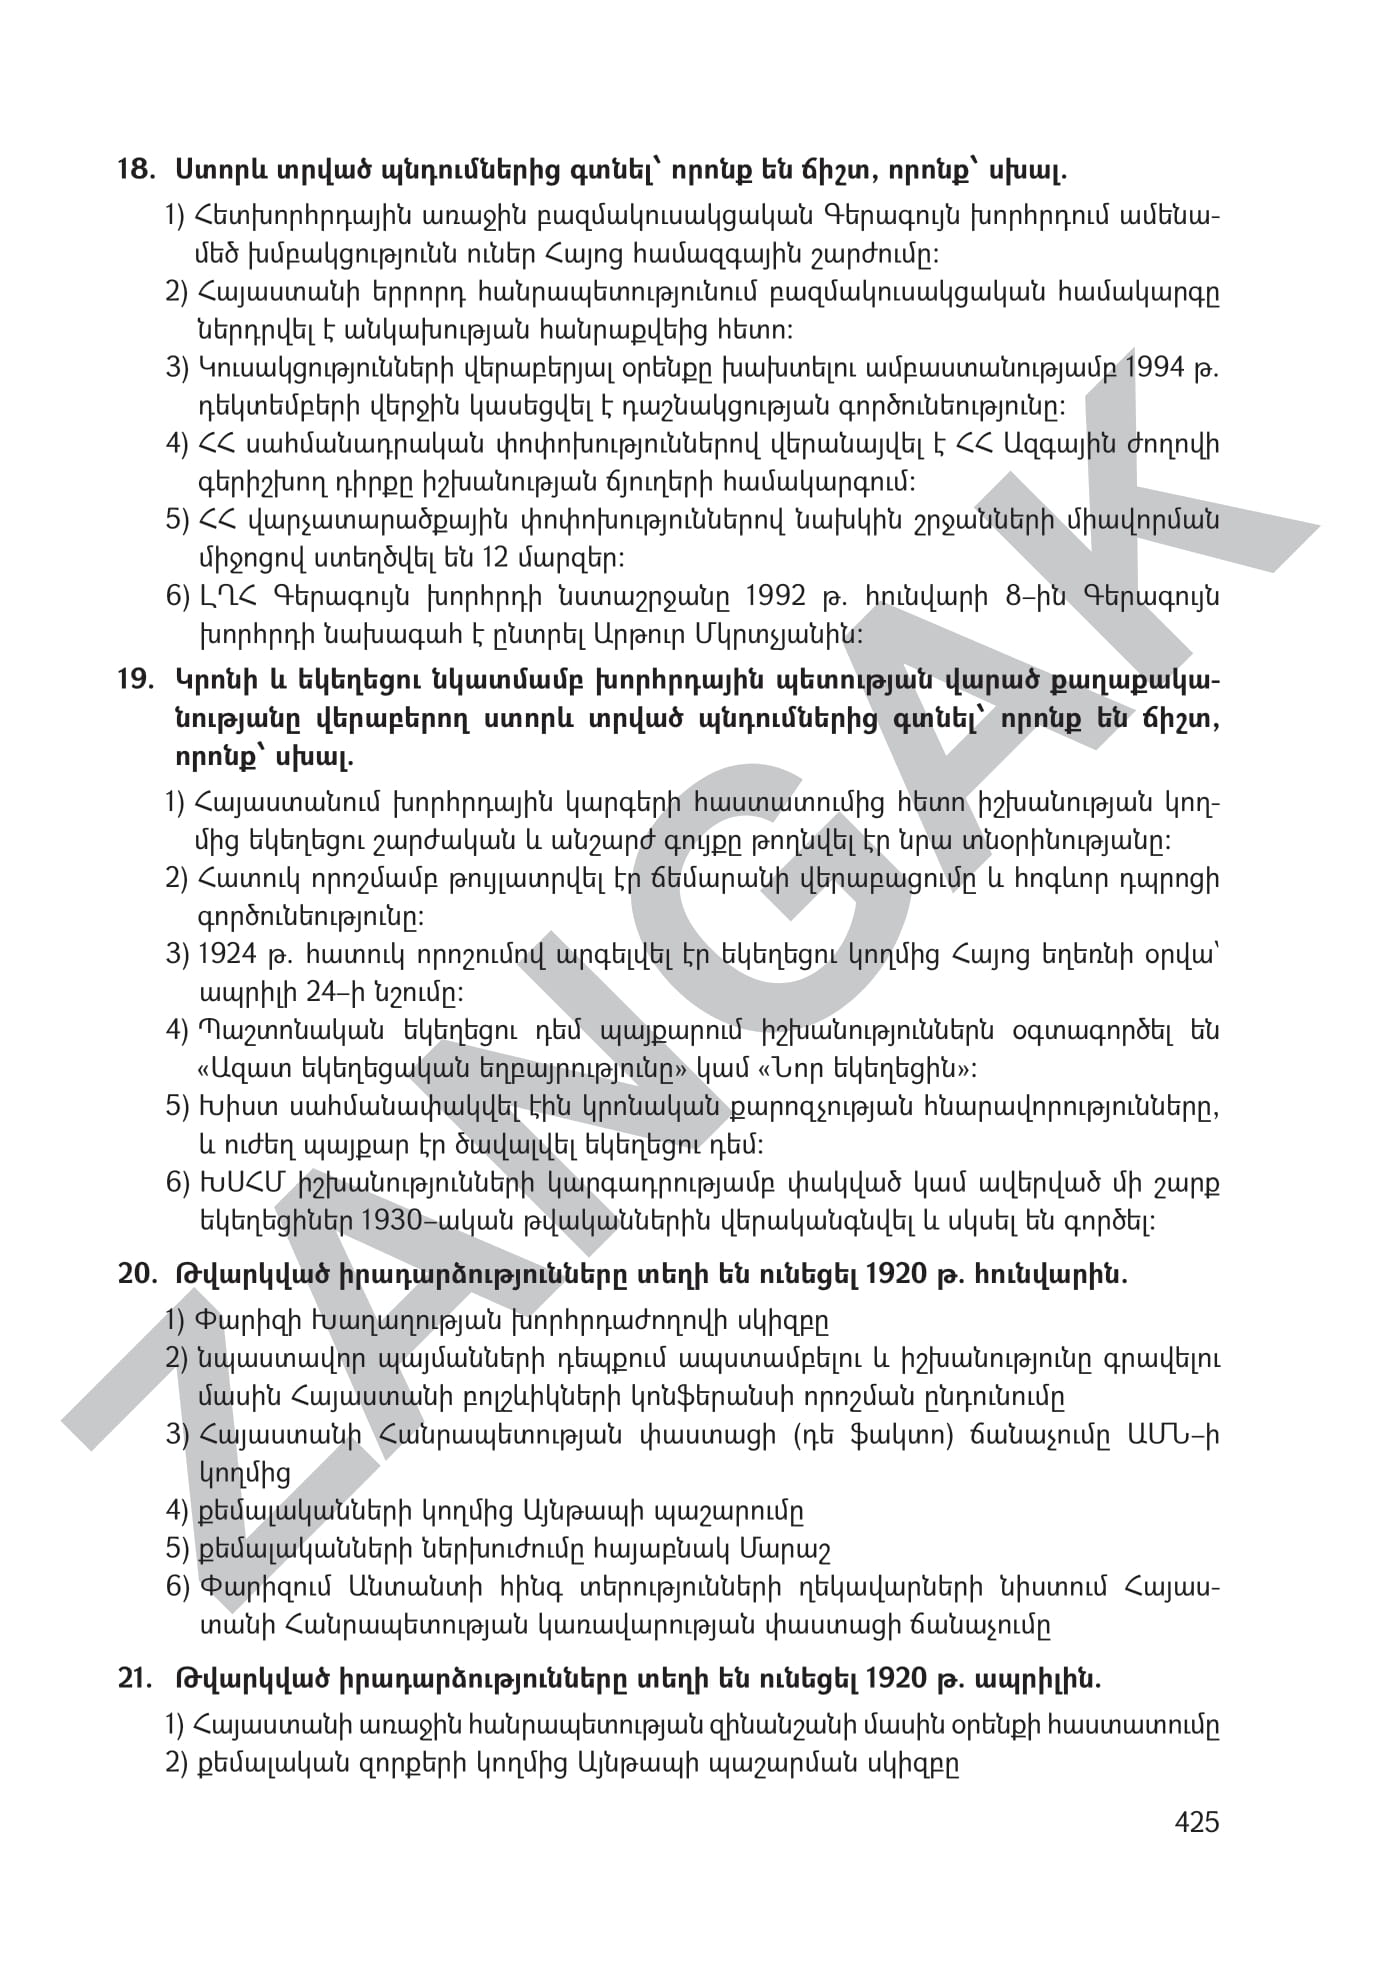 18. Ստորև տրված պնդումներից գտնել՝ որոնք են ճիշտ, որոնք՝ սխալ.
1) Հետխորհրդային առաջին բազմակուսակցական Գերագույն խորհրդում ամենա-
մեծ խմբակցությունն ուներ Հայոց համազգային շարժումը:
2) Հայաստանի երրորդ հանրապետությունում բազմակուսակցական համակարգը
ներդրվել է անկախության հանրաքվեից հետո:
3) Կուսակցությունների վերաբերյալ օրենքը խախտելու ամբաստանությամբ 1994 թ.
դեկտեմբերի վերջին կասեցվել է դաշնակցության գործունեությունը:
4) ՀՀ սահմանադրական փոփոխություններով վերանայվել է ՀՀ Ազգային ժողովի
գերիշխող դիրքը իշխանության ճյուղերի համակարգում:
5) ՀՀ վարչատարածքային փոփոխություններով նախկին շրջանների միավորման
միջոցով ստեղծվել են 12 մարզեր:
6) ԼՂՀ Գերագույն խորհրդի նստաշրջանը 1992 թ. հունվարի 8–ին Գերագույն
խորհրդի նախագահ է ընտրել Արթուր Մկրտչյանին:
19. Կրոնի և եկեղեցու նկատմամբ խորհրդային պետության վարած քաղաքակա-
նությանը վերաբերող ստորև տրված պնդումներից գտնել՝ որոնք են ճիշտ,
որոնք՝ սխալ.
1) Հայաստանում խորհրդային կարգերի հաստատումից հետո իշխանության կող-
մից եկեղեցու շարժական և անշարժ գույքը թողնվել էր նրա տնօրինությանը:
2) Հատուկ որոշմամբ թույլատրվել էր ճեմարանի վերաբացումը և հոգևոր դպրոցի
գործունեությունը:
3) 1924 թ. հատուկ որոշումով արգելվել էր եկեղեցու կողմից Հայոց եղեռնի օրվա՝
ապրիլի 24–ի նշումը:
4) Պաշտոնական եկեղեցու դեմ պայքարում իշխանություններն օգտագործել են
«Ազատ եկեղեցական եղբայրությունը» կամ «Նոր եկեղեցին»:
5) Խիստ սահմանափակվել էին կրոնական քարոզչության հնարավորությունները,
և ուժեղ պայքար էր ծավալվել եկեղեցու դեմ:
6) ԽՍՀՄ իշխանությունների կարգադրությամբ փակված կամ ավերված մի շարք
եկեղեցիներ 1930–ական թվականներին վերականգնվել և սկսել են գործել:
20. Թվարկված իրադարձությունները տեղի են ունեցել 1920 թ. հունվարին.
1) Փարիզի Խաղաղության խորհրդաժողովի սկիզբը
2) նպաստավոր պայմանների դեպքում ապստամբելու և իշխանությունը գրավելու
մասին Հայաստանի բոլշևիկների կոնֆերանսի որոշման ընդունումը
3) Հայաստանի Հանրապետության փաստացի (դե ֆակտո) ճանաչումը ԱՄՆ–ի
կողմից
4) քեմալականների կողմից Այնթապի պաշարումը
5) քեմալականների ներխուժումը հայաբնակ Մարաշ
6) Փարիզում Անտանտի հինգ տերությունների ղեկավարների նիստում Հայաս-
տանի Հանրապետության կառավարության փաստացի ճանաչումը
21. Թվարկված իրադարձությունները տեղի են ունեցել 1920 թ. ապրիլին.
1) Հայաստանի առաջին հանրապետության զինանշանի մասին օրենքի հաստատումը
2) քեմալական զորքերի կողմից Այնթապի պաշարման սկիզբը
425
ZANGAK